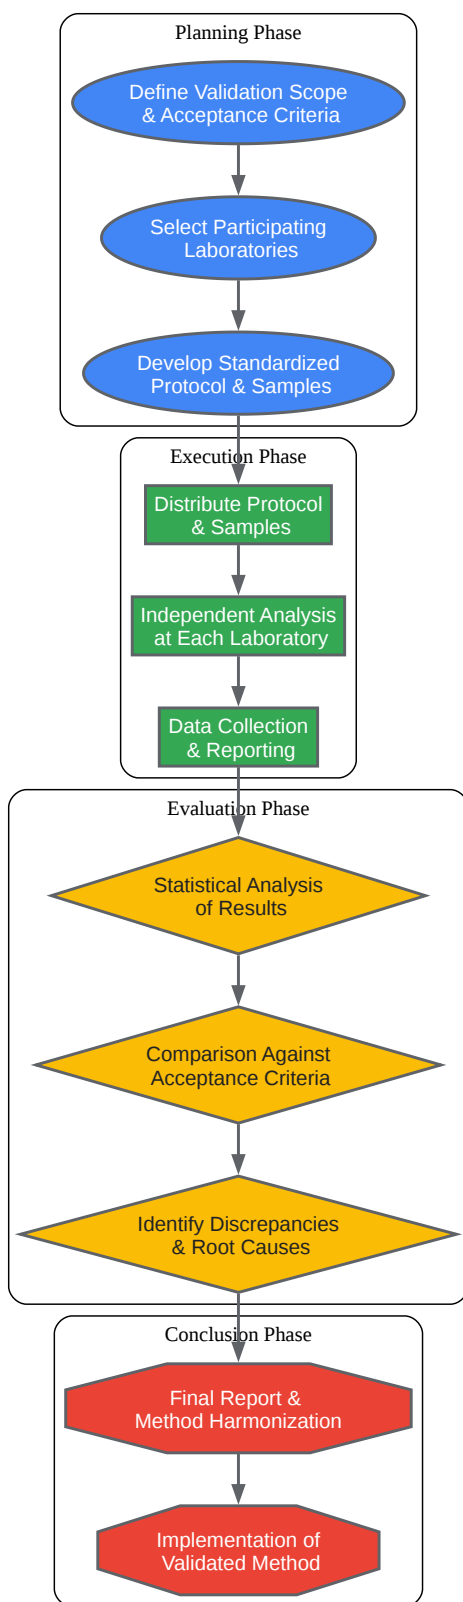 Planning Phase
Define Validation Scope
& Acceptance Criteria
Select Participating
Laboratories
Develop Standardized
Protocol & Samples
Execution Phase
Distribute Protocol
& Samples
Independent Analysis
at Each Laboratory
Data Collection
& Reporting
Evaluation Phase
Statistical Analysis
of Results
Comparison Against
Acceptance Criteria
Identify Discrepancies
& Root Causes
Conclusion Phase
Final Report &
Method Harmonization
Implementation of
Validated Method